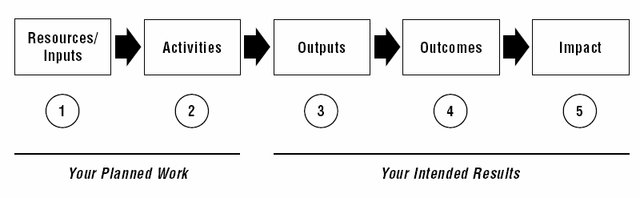 Resources/
Inputs
Activities
Outputs
Outcomes
Impact
1
2
3
4
5
Your Planned Work
Your Intended Results